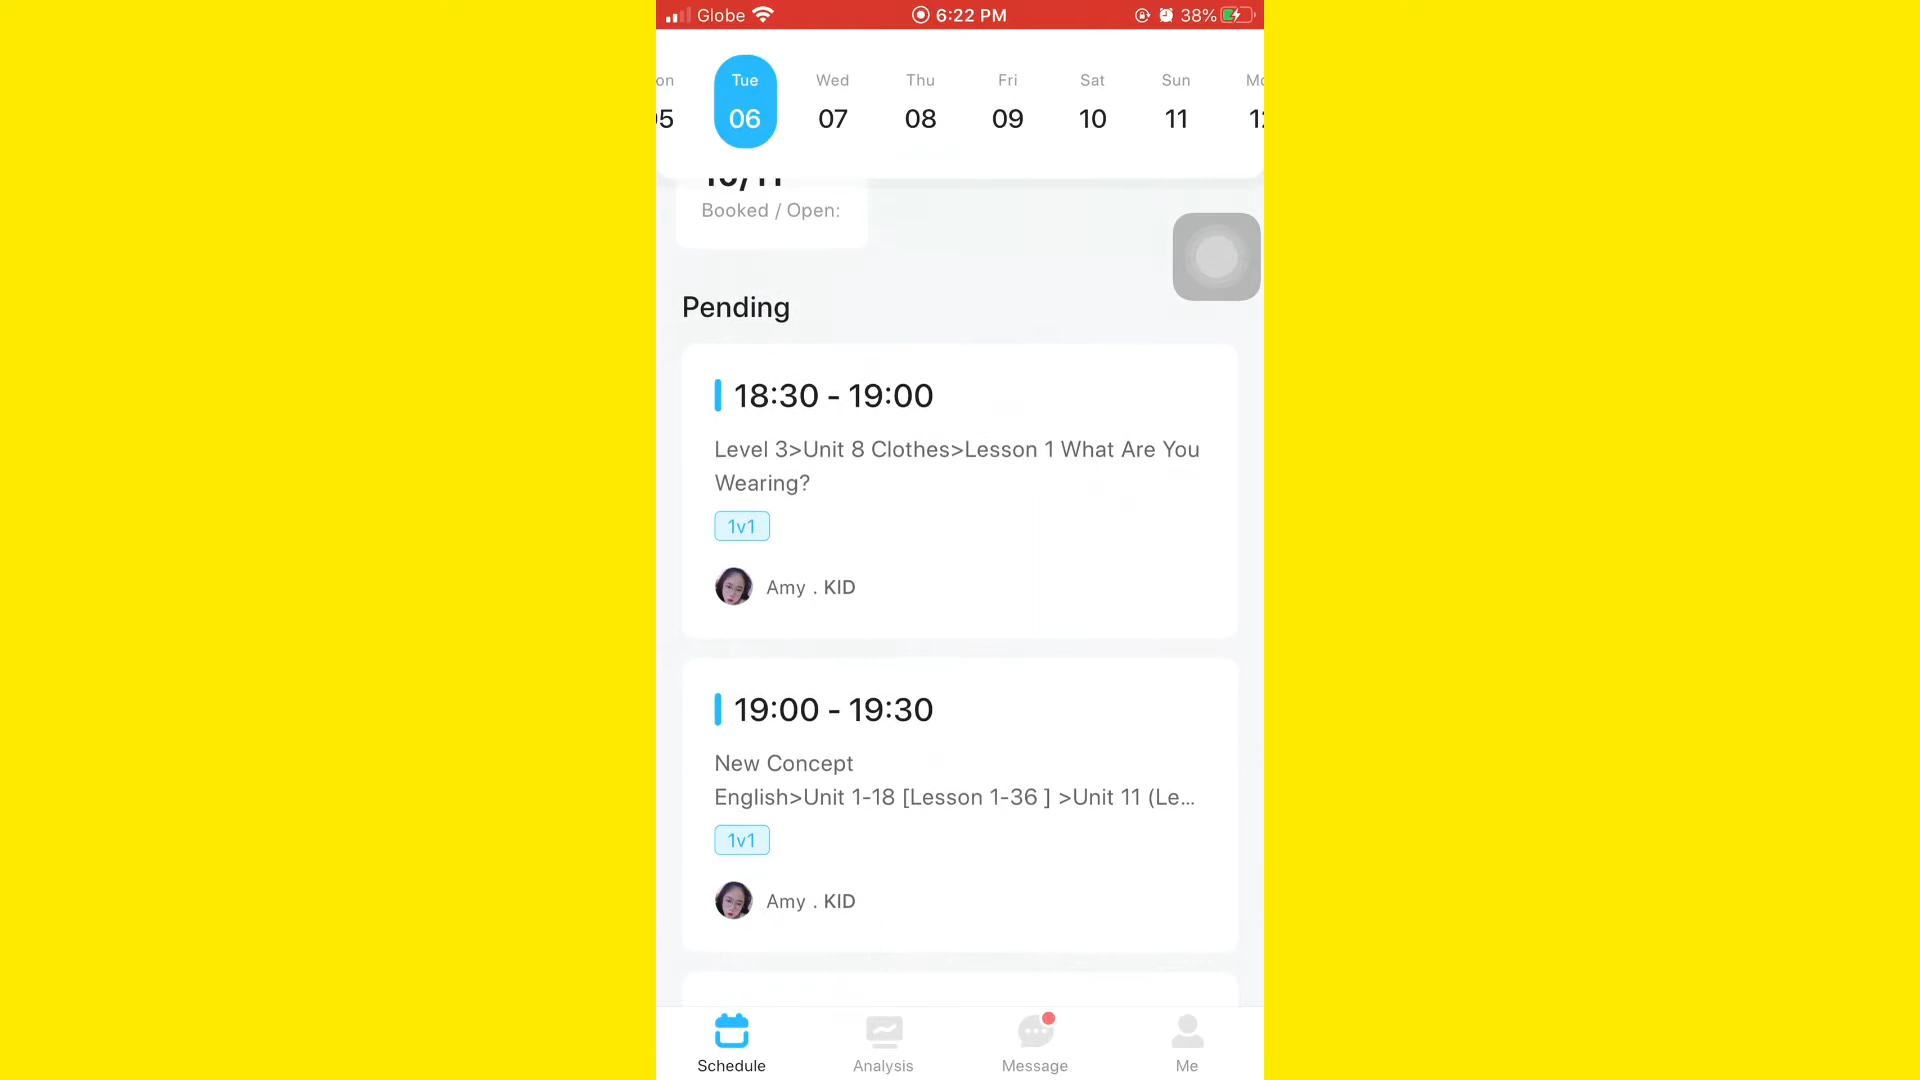 Globe 6:22 PM 38%
Tue Wed Thu Fri Sat Sun
06 07 08 09 10 11
Booked / Open:
Pending
18:30 - 19:00
Level 3>Unit 8 Clothes>Lesson 1 What Are You
Wearing?
1v1
Amy . KID
19:00 - 19:30
New Concept
English>Unit 1-18 [Lesson 1-36 ] >Unit 11 (Le...
1v1
Amy . KID
Schedule Analysis Message Me